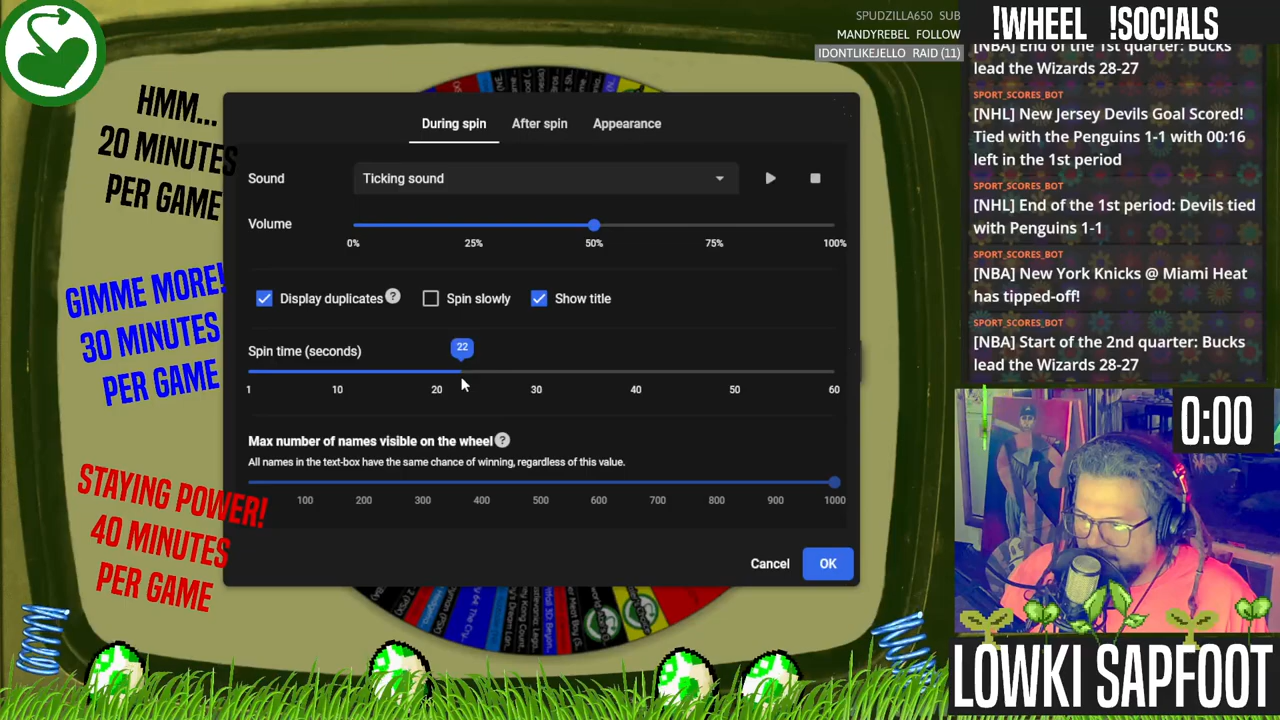 SPUDZILLA650 SUB
MANDYREBEL FOLLOW
IDONTLIKEJELLO RAID (11)
!WHEEL !SOCIALS
HMM...
20 MINUTES
PER GAME
GIMME MORE!
30 MINUTES
PER GAME
STAYING POWER!
40 MINUTES
PER GAME
During spin After spin Appearance
Sound Ticking sound
Volume
0% 25% 50% 75% 100%
Display duplicates ? Spin slowly Show title
22
Spin time (seconds)
1 10 20 30 40 50 60
Max number of names visible on the wheel ?
All names in the text-box have the same chance of winning, regardless of this value.
100 200 300 400 500 600 700 800 900 1000
Cancel OK
[NBA] End of the 1st quarter: Bucks
lead the Wizards 28-27
SPORT_SCORES_BOT
[NHL] New Jersey Devils Goal Scored!
Tied with the Penguins 1-1 with 00:16
left in the 1st period
SPORT_SCORES_BOT
[NHL] End of the 1st period: Devils tied
with Penguins 1-1
SPORT_SCORES_BOT
[NBA] New York Knicks @ Miami Heat
has tipped-off!
SPORT_SCORES_BOT
[NBA] Start of the 2nd quarter: Bucks
lead the Wizards 28-27
0:00
LOWKI SAPFOOT